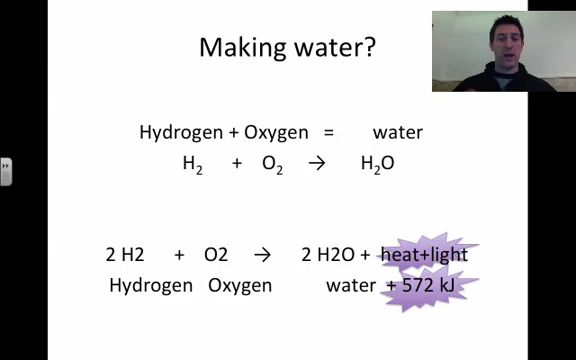 Making water?
Hydrogen + Oxygen = water
H₂ + O₂ → H₂O
2 H2 + O2 → 2 H2O + heat+light
Hydrogen Oxygen water + 572 kJ